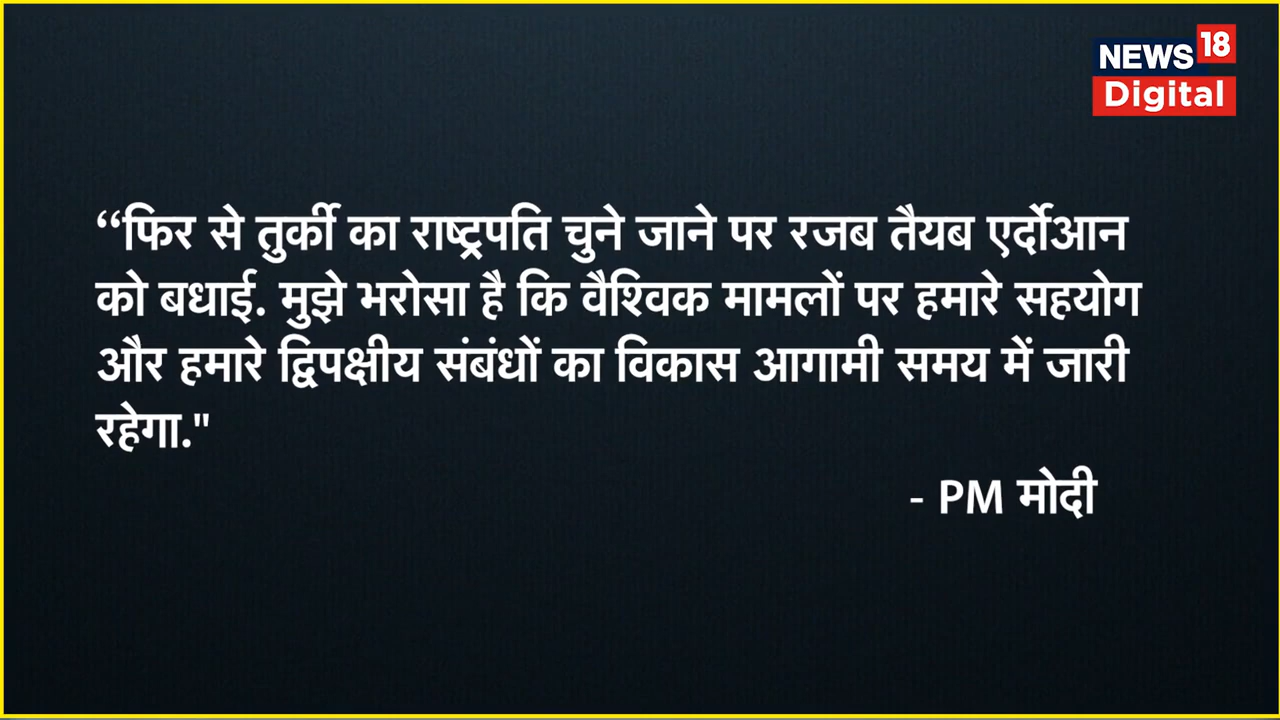 NEWS 18
Digital
“फिर से तुर्की का राष्ट्रपति चुने जाने पर रजब तैयब एर्दोआन
को बधाई. मुझे भरोसा है कि वैश्विक मामलों पर हमारे सहयोग
और हमारे द्विपक्षीय संबंधों का विकास आगामी समय में जारी
रहेगा."
- PM मोदी